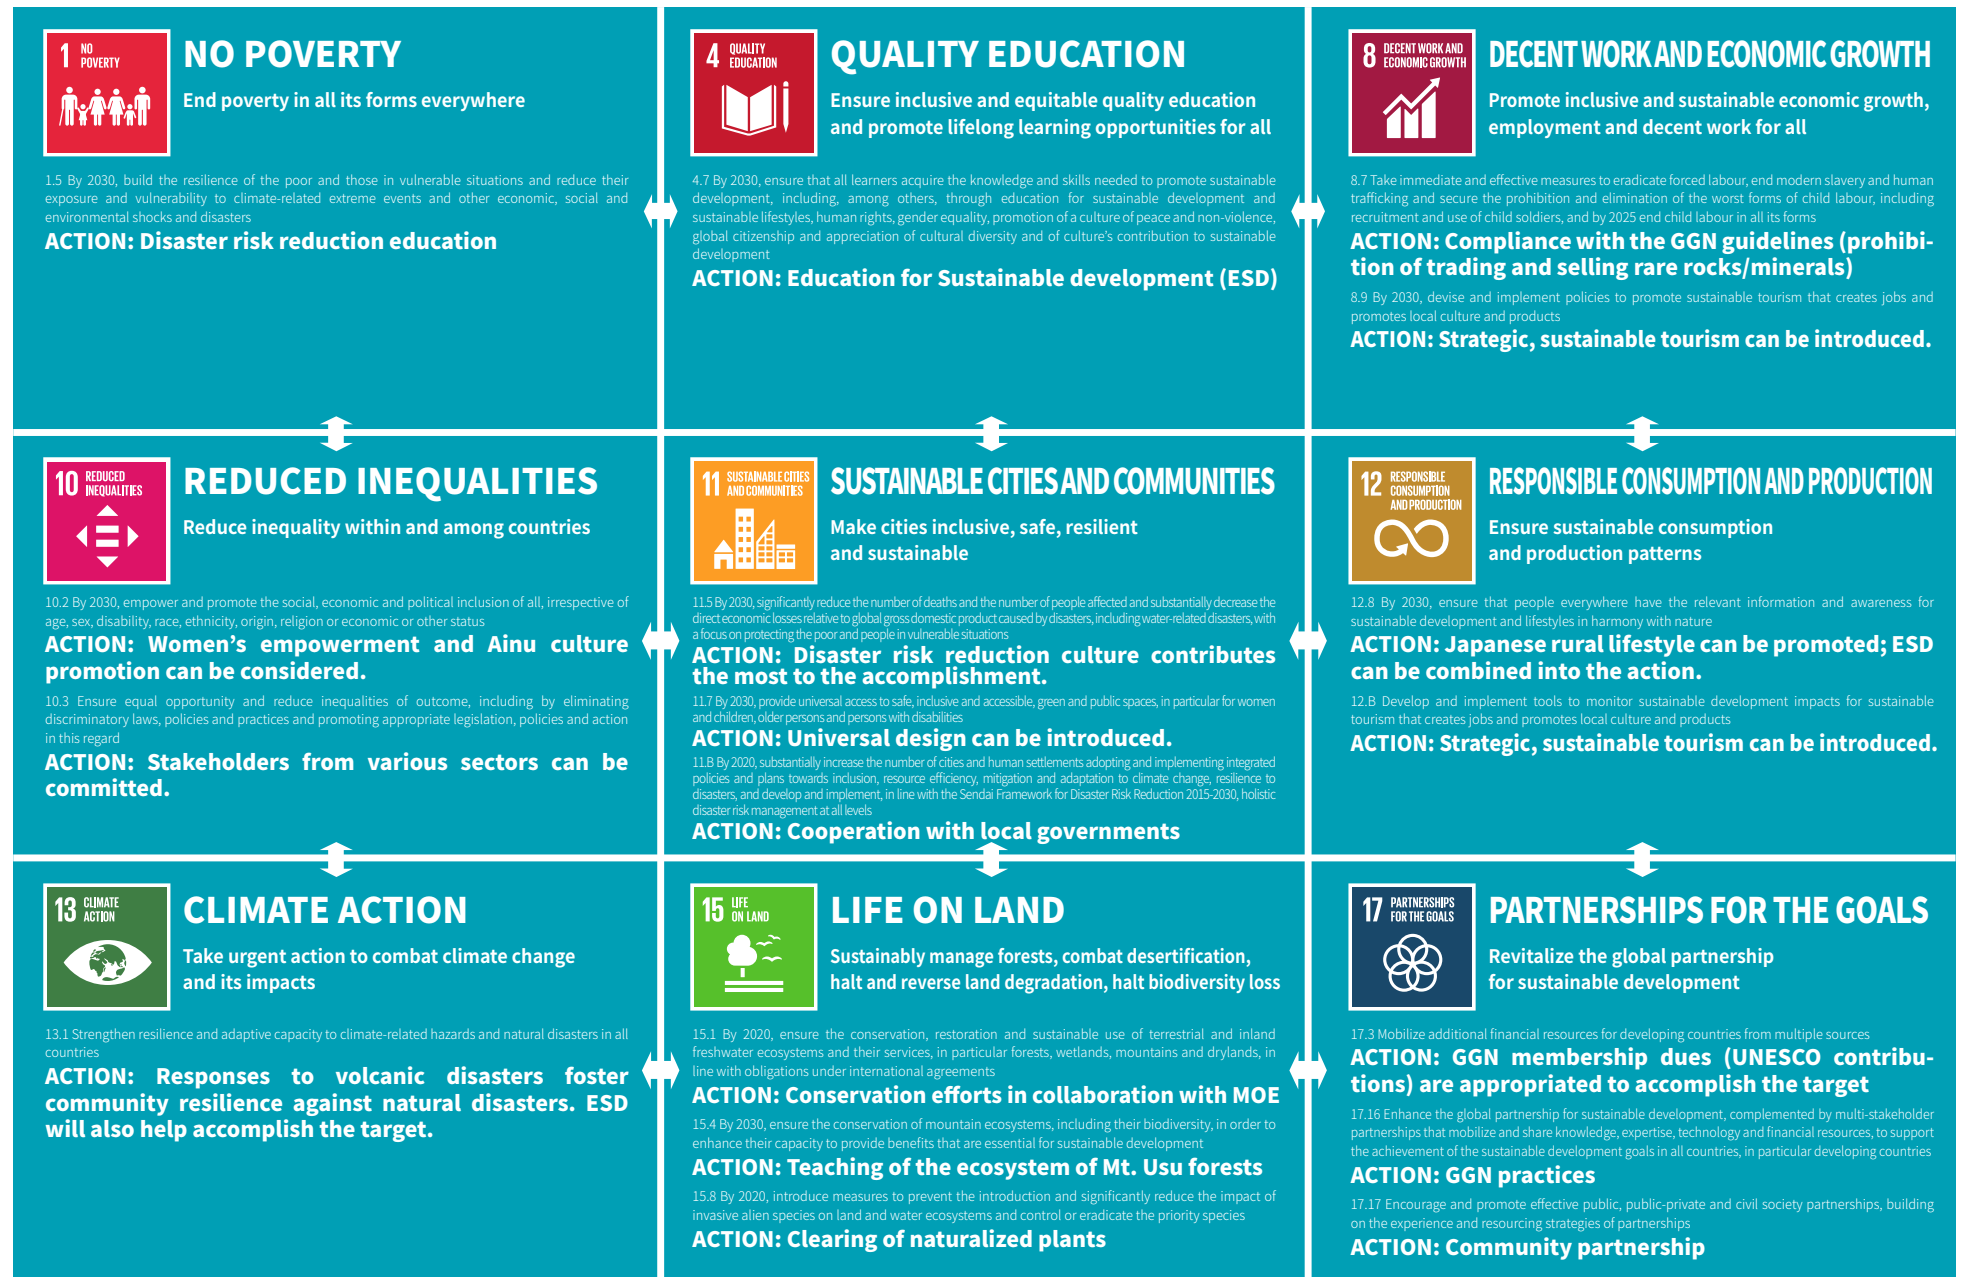 1 NO
POVERTY
NO POVERTY
End poverty in all its forms everywhere
1.5 By 2030, build the resilience of the poor and those in vulnerable situations and reduce their
exposure and vulnerability to climate-related extreme events and other economic, social and
environmental shocks and disasters
ACTION: Disaster risk reduction education
4 QUALITY
EDUCATION
QUALITY EDUCATION
Ensure inclusive and equitable quality education
and promote lifelong learning opportunities for all
4.7 By 2030, ensure that all learners acquire the knowledge and skills needed to promote sustainable
development, including, among others, through education for sustainable development and
sustainable lifestyles, human rights, gender equality, promotion of a culture of peace and non-violence,
global citizenship and appreciation of cultural diversity and of culture's contribution to sustainable
development
ACTION: Education for Sustainable development (ESD)
8 DECENT WORK AND
ECONOMIC GROWTH
DECENT WORK AND ECONOMIC GROWTH
Promote inclusive and sustainable economic growth,
employment and decent work for all
8.7 Take immediate and effective measures to eradicate forced labour, end modern slavery and human
trafficking and secure the prohibition and elimination of the worst forms of child labour, including
recruitment and use of child soldiers, and by 2025 end child labour in all its forms
ACTION: Compliance with the GGN guidelines (prohibi-
tion of trading and selling rare rocks/minerals)
8.9 By 2030, devise and implement policies to promote sustainable tourism that creates jobs and
promotes local culture and products
ACTION: Strategic, sustainable tourism can be introduced.
10 REDUCED
INEQUALITIES
REDUCED INEQUALITIES
Reduce inequality within and among countries
10.2 By 2030, empower and promote the social, economic and political inclusion of all, irrespective of
age, sex, disability, race, ethnicity, origin, religion or economic or other status
ACTION: Women's empowerment and Ainu culture
promotion can be considered.
10.3 Ensure equal opportunity and reduce inequalities of outcome, including by eliminating
discriminatory laws, policies and practices and promoting appropriate legislation, policies and action
in this regard
ACTION: Stakeholders from various sectors can be
committed.
11 SUSTAINABLE CITIES
AND COMMUNITIES
SUSTAINABLE CITIES AND COMMUNITIES
Make cities inclusive, safe, resilient
and sustainable
11.5 By 2030, significantly reduce the number of deaths and the number of people affected and substantially decrease the
direct economic losses relative to global gross domestic product caused by disasters, including water-related disasters, with
a focus on protecting the poor and people in vulnerable situations
ACTION: Disaster risk reduction culture contributes
the most to the accomplishment.
11.7 By 2030, provide universal access to safe, inclusive and accessible, green and public spaces, in particular for women
and children, older persons and persons with disabilities
ACTION: Universal design can be introduced.
11.B By 2020, substantially increase the number of cities and human settlements adopting and implementing integrated
policies and plans towards inclusion, resource efficiency, mitigation and adaptation to climate change, resilience to
disasters, and develop and implement, in line with the Sendai Framework for Disaster Risk Reduction 2015-2030, holistic
disaster risk management at all levels
ACTION: Cooperation with local governments
12 RESPONSIBLE
CONSUMPTION
AND PRODUCTION
RESPONSIBLE CONSUMPTION AND PRODUCTION
Ensure sustainable consumption
and production patterns
12.8 By 2030, ensure that people everywhere have the relevant information and awareness for
sustainable development and lifestyles in harmony with nature
ACTION: Japanese rural lifestyle can be promoted; ESD
can be combined into the action.
12.B Develop and implement tools to monitor sustainable development impacts for sustainable
tourism that creates jobs and promotes local culture and products
ACTION: Strategic, sustainable tourism can be introduced.
13 CLIMATE
ACTION
CLIMATE ACTION
Take urgent action to combat climate change
and its impacts
13.1 Strengthen resilience and adaptive capacity to climate-related hazards and natural disasters in all
countries
ACTION: Responses to volcanic disasters foster
community resilience against natural disasters. ESD
will also help accomplish the target.
15 LIFE
ON LAND
LIFE ON LAND
Sustainably manage forests, combat desertification,
halt and reverse land degradation, halt biodiversity loss
15.1 By 2020, ensure the conservation, restoration and sustainable use of terrestrial and inland
freshwater ecosystems and their services, in particular forests, wetlands, mountains and drylands, in
line with obligations under international agreements
ACTION: Conservation efforts in collaboration with MOE
15.4 By 2030, ensure the conservation of mountain ecosystems, including their biodiversity, in order to
enhance their capacity to provide benefits that are essential for sustainable development
ACTION: Teaching of the ecosystem of Mt. Usu forests
15.8 By 2020, introduce measures to prevent the introduction and significantly reduce the impact of
invasive alien species on land and water ecosystems and control or eradicate the priority species
ACTION: Clearing of naturalized plants
17 PARTNERSHIPS
FOR THE GOALS
PARTNERSHIPS FOR THE GOALS
Revitalize the global partnership
for sustainable development
17.3 Mobilize additional financial resources for developing countries from multiple sources
ACTION: GGN membership dues (UNESCO contribu-
tions) are appropriated to accomplish the target
17.16 Enhance the global partnership for sustainable development, complemented by multi-stakeholder
partnerships that mobilize and share knowledge, expertise, technology and financial resources, to support
the achievement of the sustainable development goals in all countries, in particular developing countries
ACTION: GGN practices
17.17 Encourage and promote effective public, public-private and civil society partnerships, building
on the experience and resourcing strategies of partnerships
ACTION: Community partnership